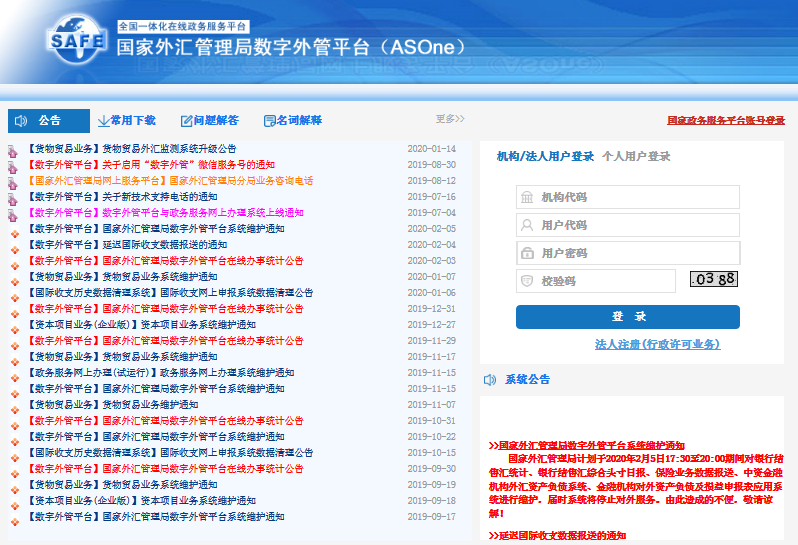 SAFE
全国一体化在线政务服务平台
国家外汇管理局数字外管平台（ASOne）
公告 常用下载 问题解答 名词解释 更多>>
国家政务服务平台账号登录
【货物贸易业务】货物贸易外汇监测系统升级公告 2020-01-14
【数字外管平台】关于启用“数字外管”微信服务号的通知 2019-08-30
【国家外汇管理局网上服务平台】国家外汇管理局分局业务咨询电话 2019-08-12
【数字外管平台】关于新技术支持电话的通知 2019-07-16
【数字外管平台】数字外管平台与政务服务网上办理系统上线通知 2019-07-04
【数字外管平台】国家外汇管理局数字外管平台系统维护通知 2020-02-05
【数字外管平台】延迟国际收支数据报送的通知 2020-02-04
【数字外管平台】国家外汇管理局数字外管平台在线办事统计公告 2020-02-03
【货物贸易业务】货物贸易业务系统维护通知 2020-01-07
【国际收支历史数据清理系统】国际收支网上申报系统数据清理公告 2020-01-06
【数字外管平台】国家外汇管理局数字外管平台在线办事统计公告 2019-12-31
【资本项目业务(企业版)】资本项目业务系统维护通知 2019-12-27
【数字外管平台】国家外汇管理局数字外管平台在线办事统计公告 2019-11-29
【货物贸易业务】货物贸易业务系统维护通知 2019-11-17
【政务服务网上办理(试运行)】政务服务网上办理系统维护通知 2019-11-15
【数字外管平台】国家外汇管理局数字外管平台系统维护通知 2019-11-15
【货物贸易业务】货物贸易业务维护通知 2019-11-07
【数字外管平台】国家外汇管理局数字外管平台在线办事统计公告 2019-10-31
【数字外管平台】国家外汇管理局数字外管平台系统维护通知 2019-10-22
【国际收支历史数据清理系统】国际收支网上申报系统数据清理公告 2019-10-15
【数字外管平台】国家外汇管理局数字外管平台在线办事统计公告 2019-09-30
【货物贸易业务】货物贸易业务系统维护通知 2019-09-19
【资本项目业务(企业版)】资本项目业务系统维护通知 2019-09-18
【数字外管平台】国家外汇管理局数字外管平台系统维护通知 2019-09-17
机构/法人用户登录 个人用户登录
机构代码
用户代码
用户密码
校验码 0388
登 录
法人注册(行政许可业务)
系统公告
>>国家外汇管理局数字外管平台系统维护通知
国家外汇管理局计划于2020年2月5日17:30至20:00期间对银行结
售汇统计、银行结售汇综合头寸日报、保险业务数据报送、中资金融
机构外汇资产负债系统、金融机构对外资产负债及损益申报表应用系
统进行维护。届时系统将停止对外服务。由此造成的不便，敬请谅
解！
>>延迟国际收支数据报送的通知